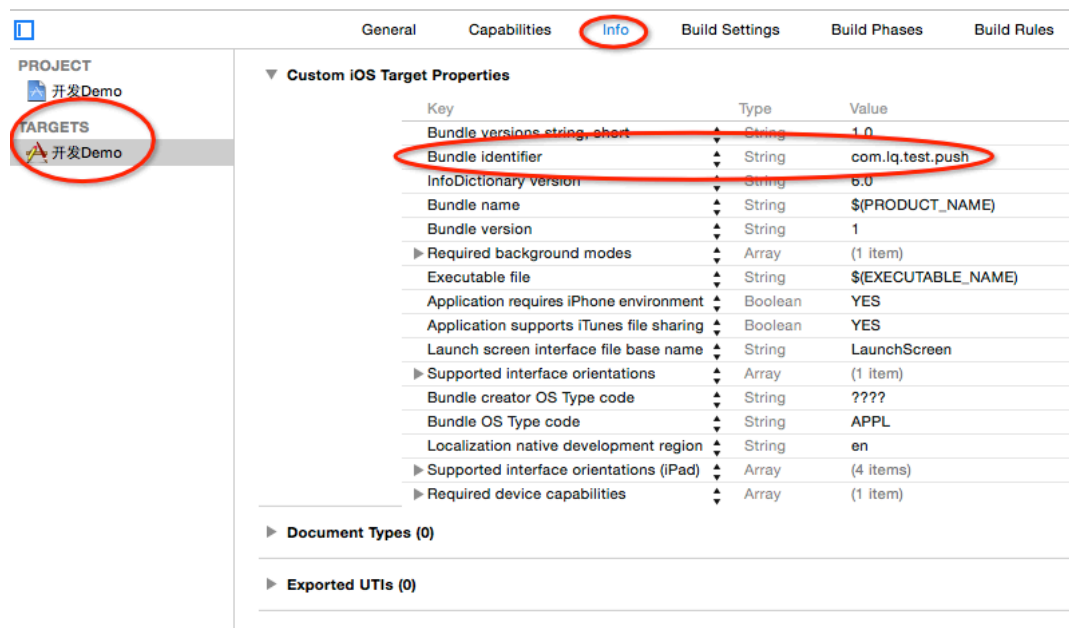 General Capabilities Info Build Settings Build Phases Build Rules
PROJECT
开发Demo
TARGETS
开发Demo
Custom iOS Target Properties
Key Type Value
Bundle versions string, short String 1.0
Bundle identifier String com.lq.test.push
InfoDictionary version String 6.0
Bundle name String $(PRODUCT_NAME)
Bundle version String 1
Required background modes Array (1 item)
Executable file String $(EXECUTABLE_NAME)
Application requires iPhone environment Boolean YES
Application supports iTunes file sharing Boolean YES
Launch screen interface file base name String LaunchScreen
Supported interface orientations Array (1 item)
Bundle creator OS Type code String ????
Bundle OS Type code String APPL
Localization native development region String en
Supported interface orientations (iPad) Array (4 items)
Required device capabilities Array (1 item)
Document Types (0)
Exported UTIs (0)